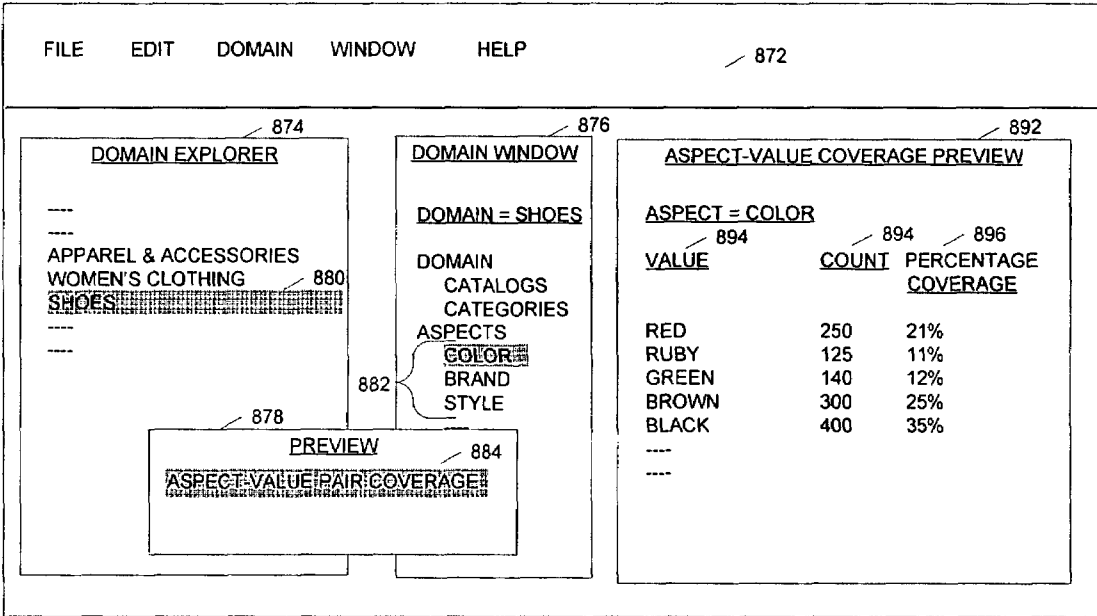 FILE EDIT DOMAIN WINDOW HELP
872
874
DOMAIN EXPLORER
----
----
APPAREL & ACCESSORIES
WOMEN'S CLOTHING
880
SHOES
----
----
876
DOMAIN WINDOW
DOMAIN = SHOES
DOMAIN
CATALOGS
CATEGORIES
ASPECTS
COLOR
BRAND
STYLE
----
882
878
PREVIEW
884
ASPECT-VALUE PAIR COVERAGE
892
ASPECT-VALUE COVERAGE PREVIEW
ASPECT = COLOR
894 894 896
VALUE COUNT PERCENTAGE
COVERAGE
RED 250 21%
RUBY 125 11%
GREEN 140 12%
BROWN 300 25%
BLACK 400 35%
----
----